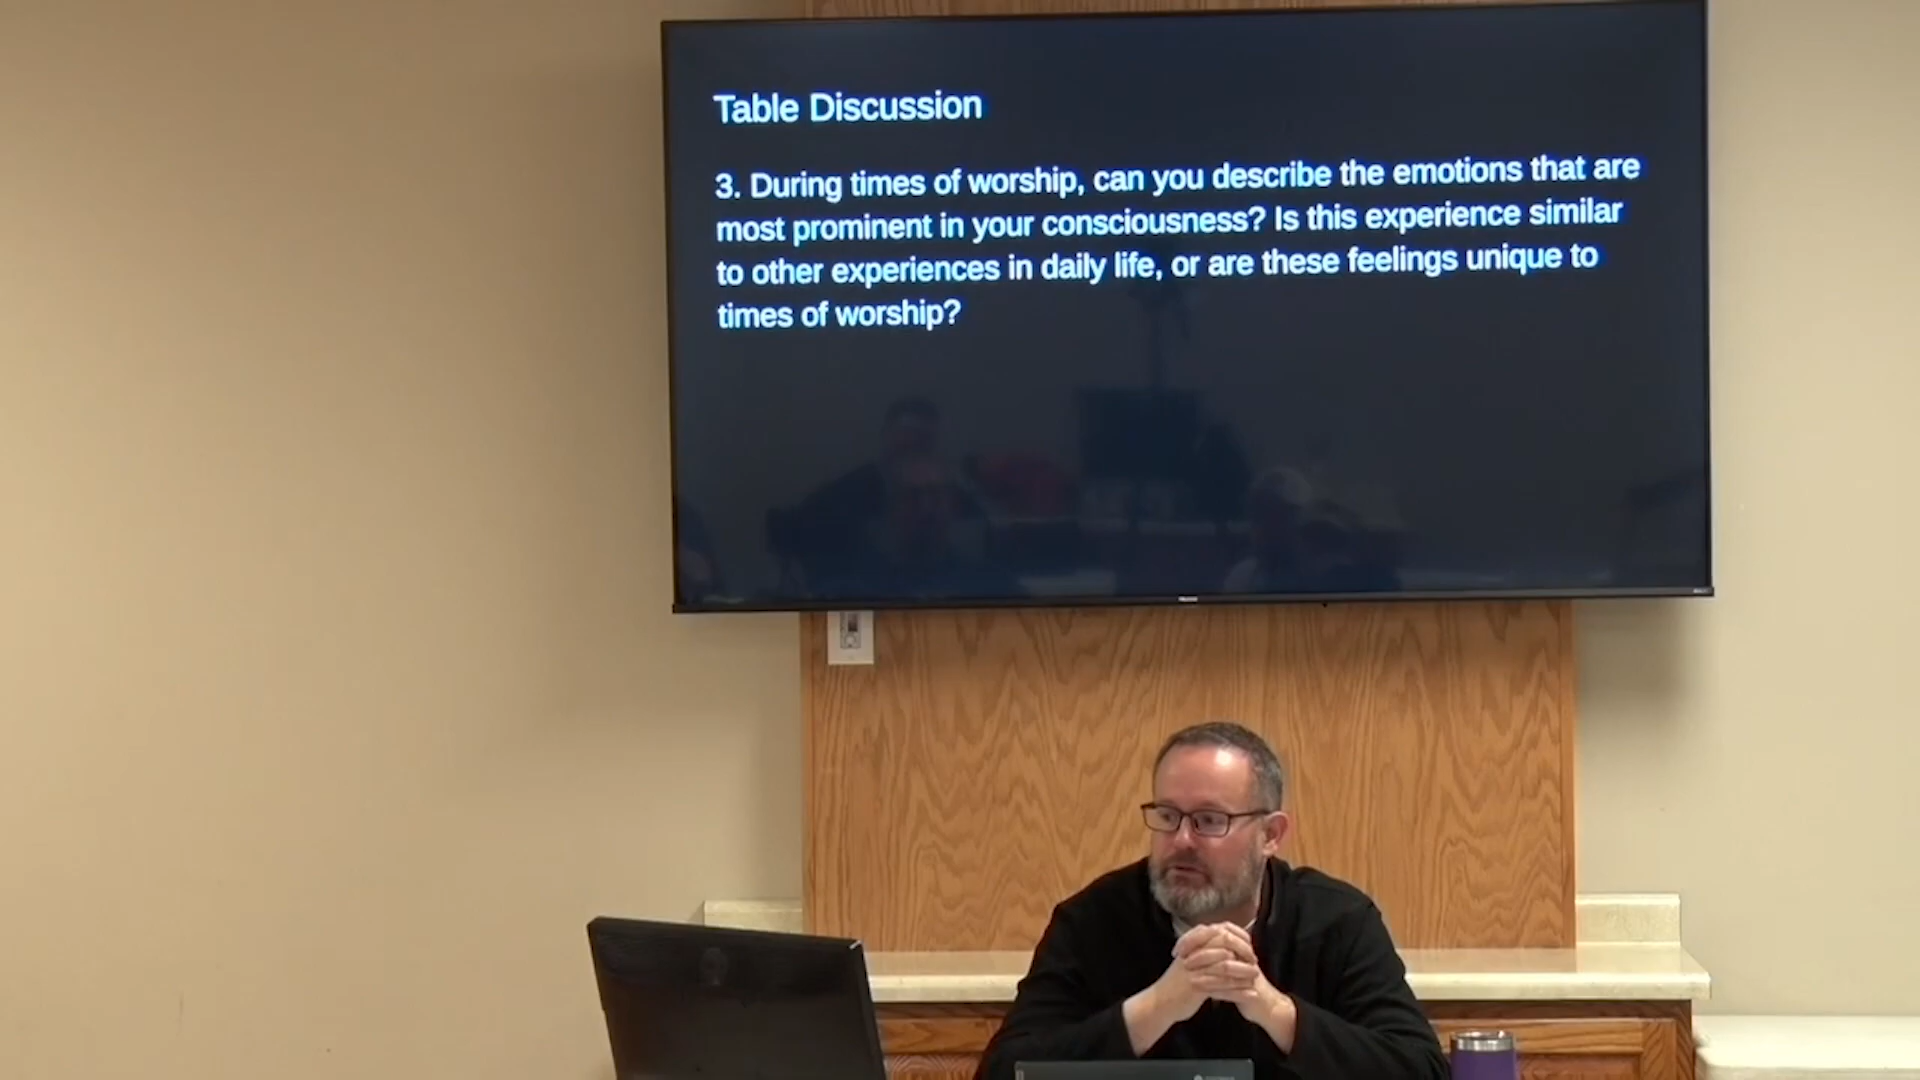 Table Discussion
3. During times of worship, can you describe the emotions that are
most prominent in your consciousness? Is this experience similar
to other experiences in daily life, or are these feelings unique to
times of worship?